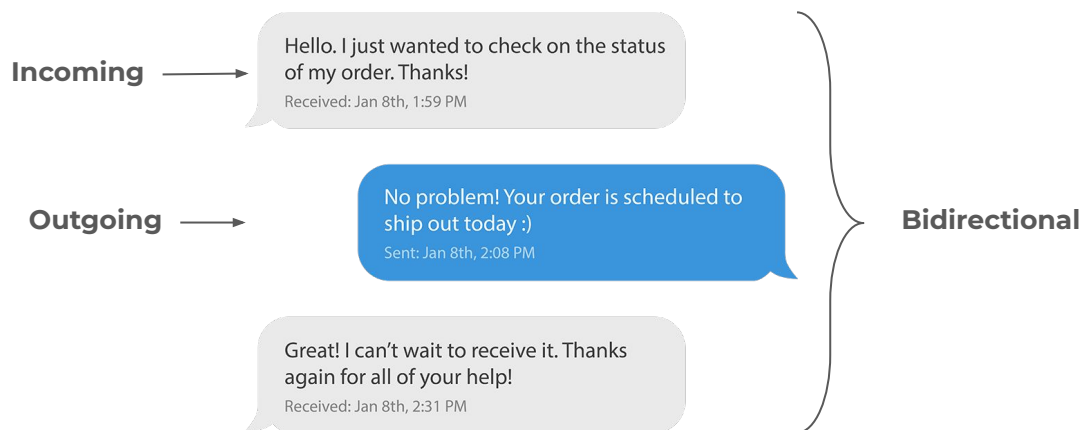 Incoming
Hello. I just wanted to check on the status
of my order. Thanks!
Received: Jan 8th, 1:59 PM
Outgoing
No problem! Your order is scheduled to
ship out today :)
Sent: Jan 8th, 2:08 PM
Bidirectional
Great! I can’t wait to receive it. Thanks
again for all of your help!
Received: Jan 8th, 2:31 PM